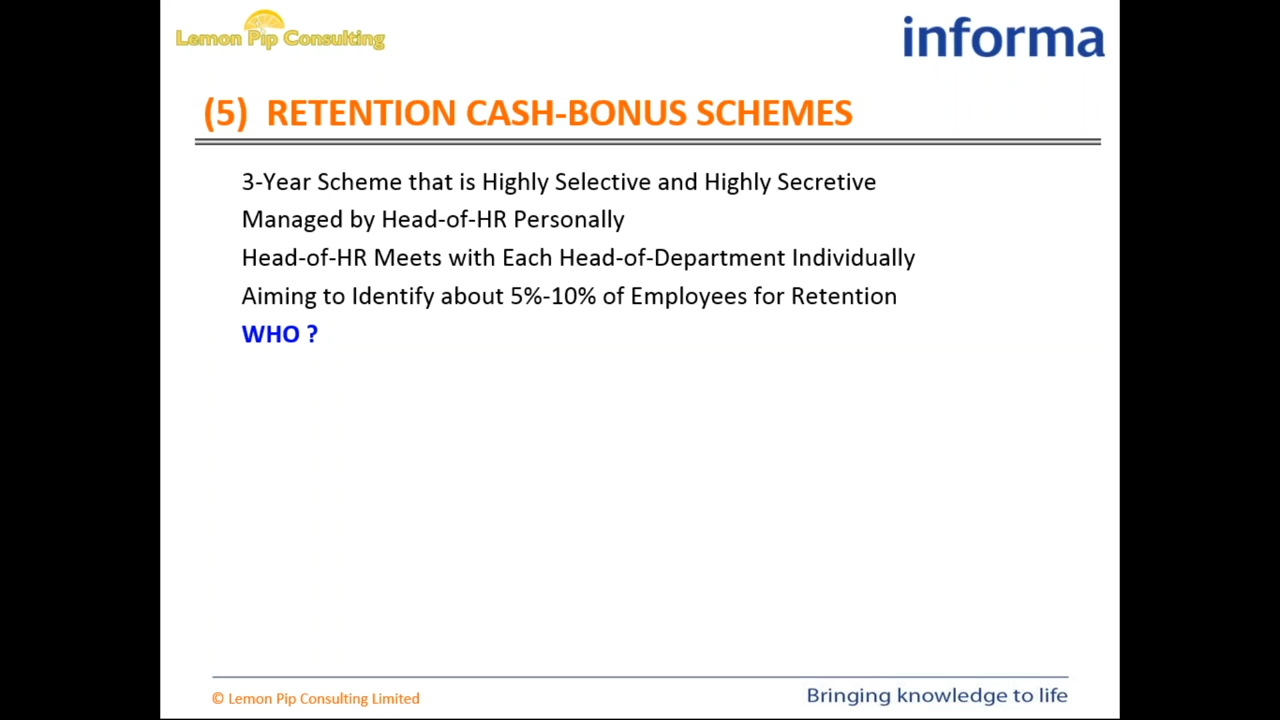 Lemon Pip Consulting
informa
(5) RETENTION CASH-BONUS SCHEMES
3-Year Scheme that is Highly Selective and Highly Secretive
Managed by Head-of-HR Personally
Head-of-HR Meets with Each Head-of-Department Individually
Aiming to Identify about 5%-10% of Employees for Retention
WHO ?
© Lemon Pip Consulting Limited
Bringing knowledge to life